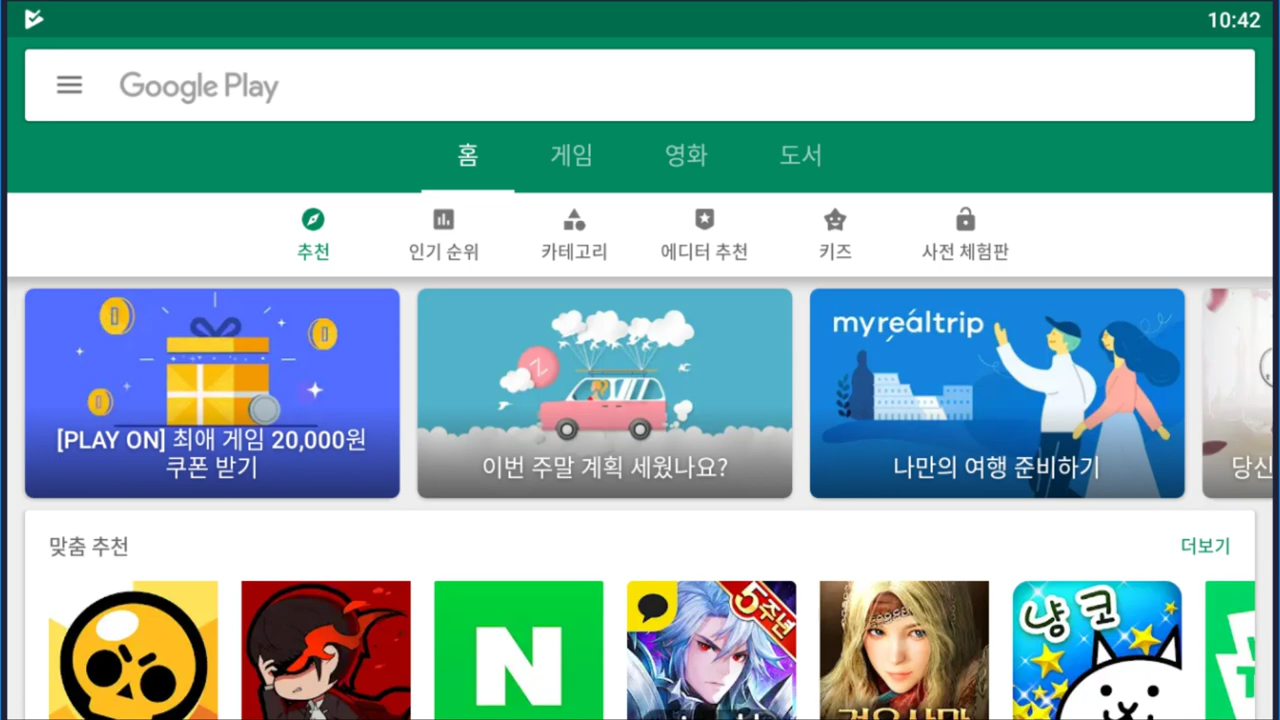 10:42
Google Play
홈 게임 영화 도서
추천 인기 순위 카테고리 에디터 추천 키즈 사전 체험판
[PLAY ON] 최애 게임 20,000원
쿠폰 받기
Z
이번 주말 계획 세웠나요?
myrealtrip
나만의 여행 준비하기
당신
맞춤 추천 더보기
N
5주년
냥코